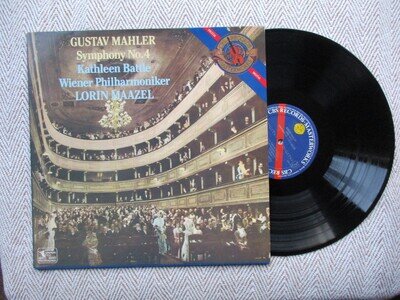 GUSTAV MAHLER
Symphony No. 4
Kathleen Battle
Wiener Philharmoniker
LORIN MAAZEL
CBS RECORDS MASTERWORKS